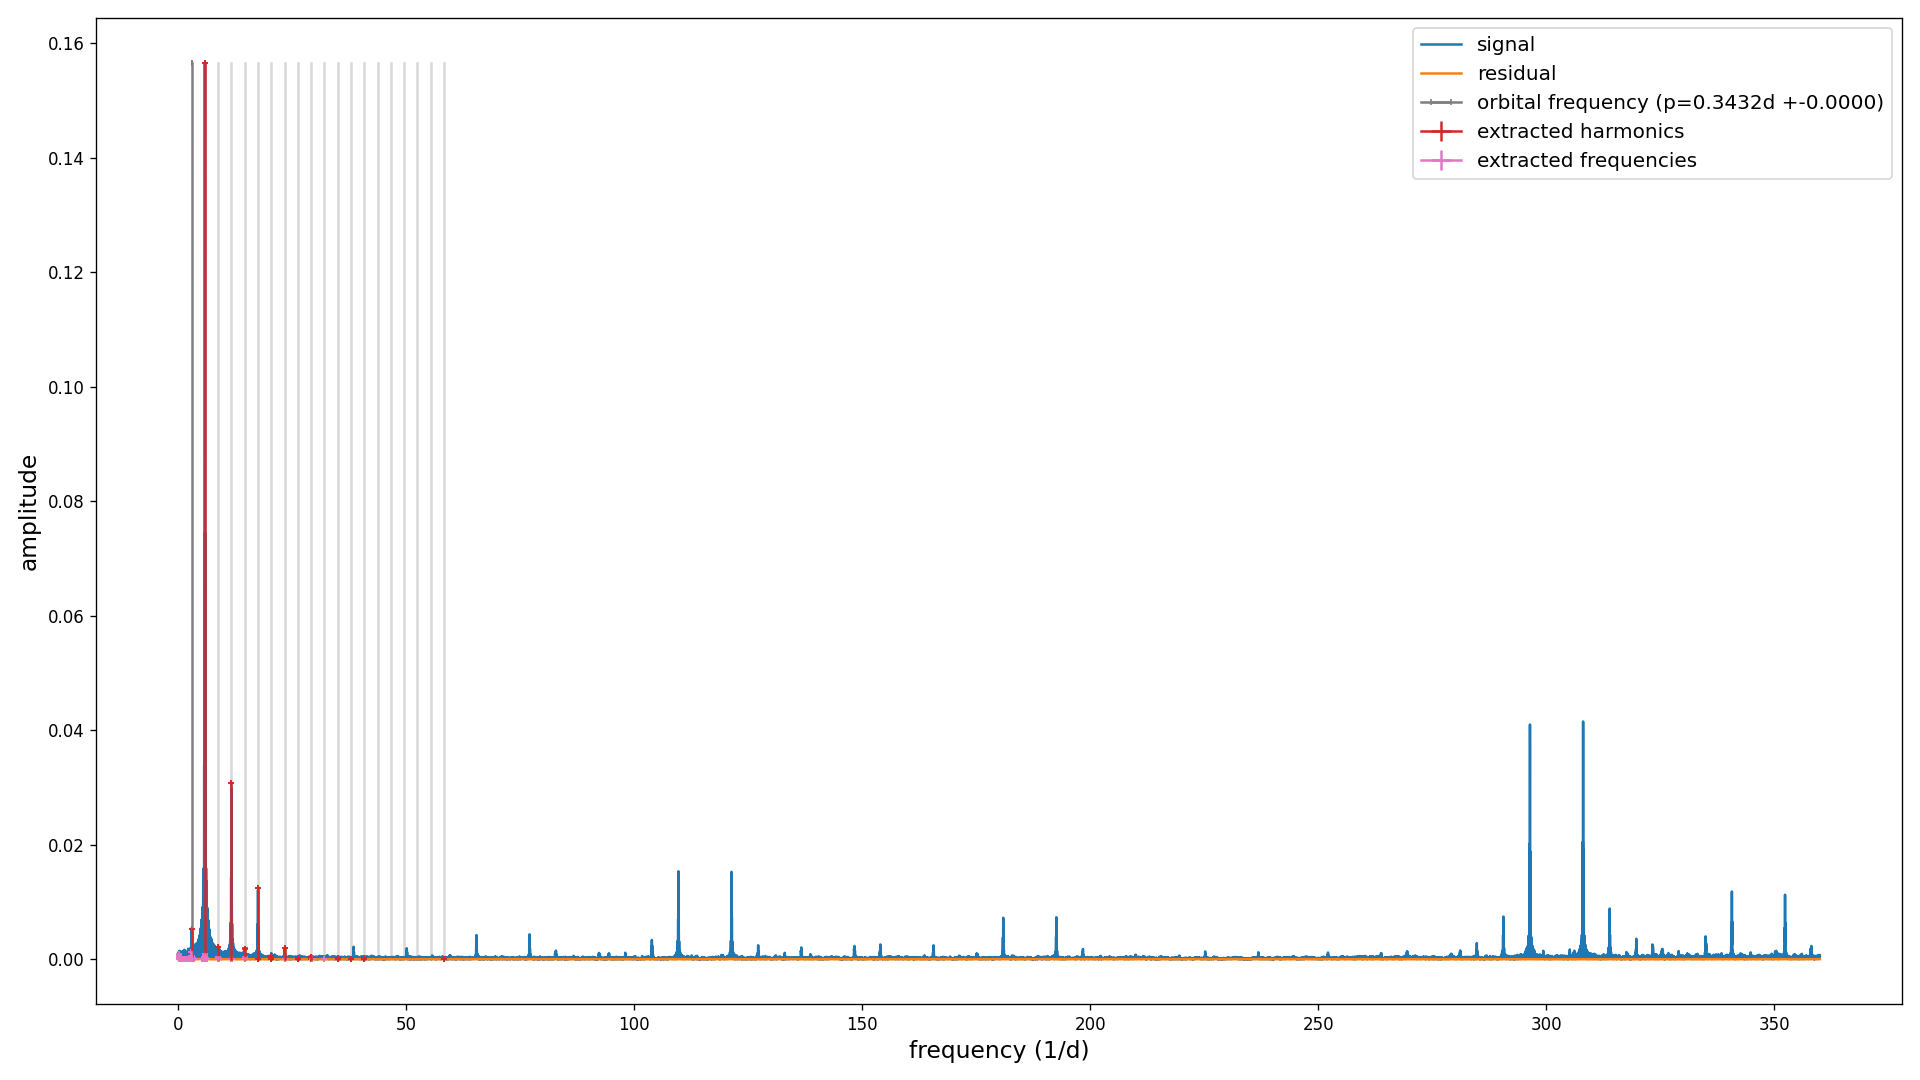 0.16
0.14
0.12
0.10
0.08
0.06
0.04
0.02
0.00
amplitude
0
50
100
150
200
250
300
350
frequency (1/d)
signal
residual
orbital frequency (p=0.3432d +-0.0000)
extracted harmonics
extracted frequencies